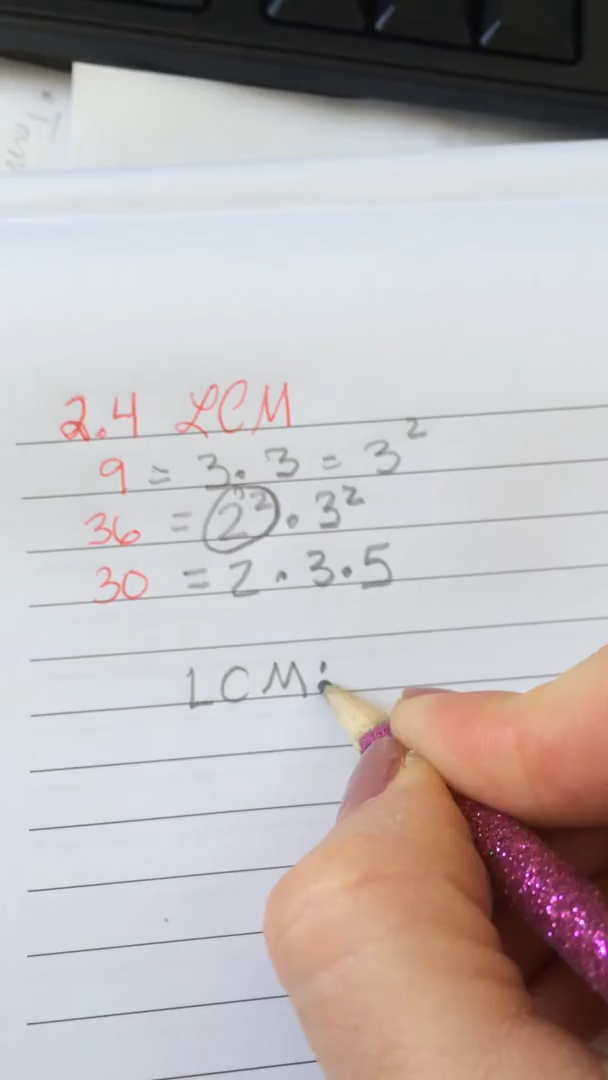 2.4 LCM
9 = 3 · 3 = 3²
36 = 2² · 3²
30 = 2 · 3 · 5
LCM: